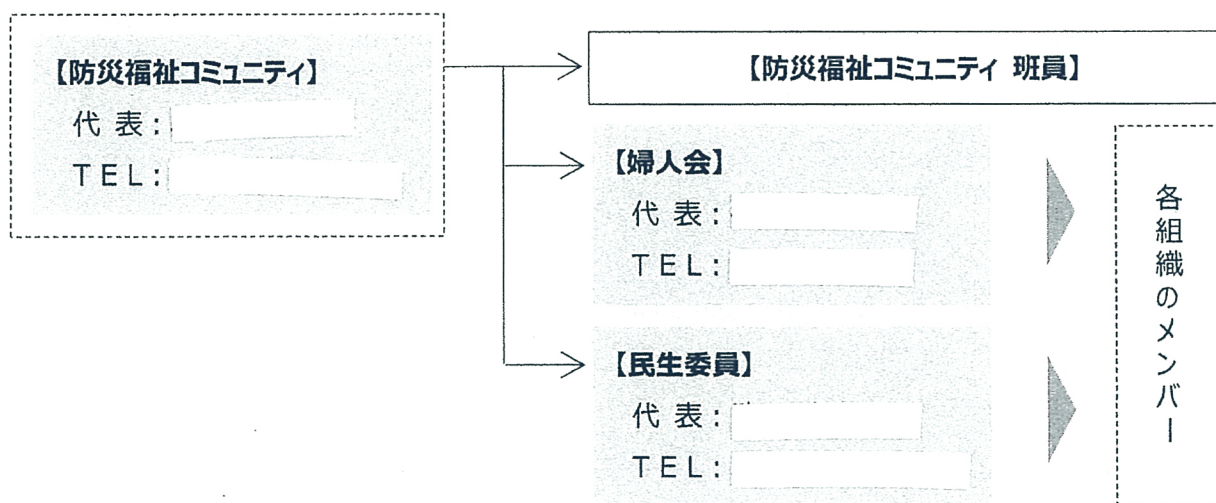 【防災福祉コミュニティ】
代 表：
ＴＥＬ：
【防災福祉コミュニティ 班員】
【婦人会】
代 表：
ＴＥＬ：
【民生委員】
代 表：
ＴＥＬ：
各組織のメンバー